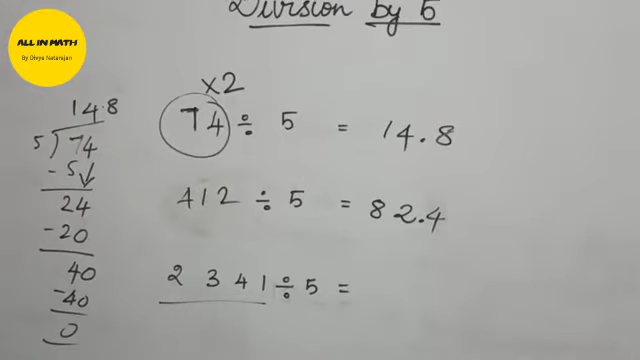 Division by 5
ALL IN MATH
By Divya Natarajan
×2
74 ÷ 5 = 14.8
412 ÷ 5 = 82.4
2341 ÷ 5 =
14.8
5)74
-5↓
24
-20
40
-40
0